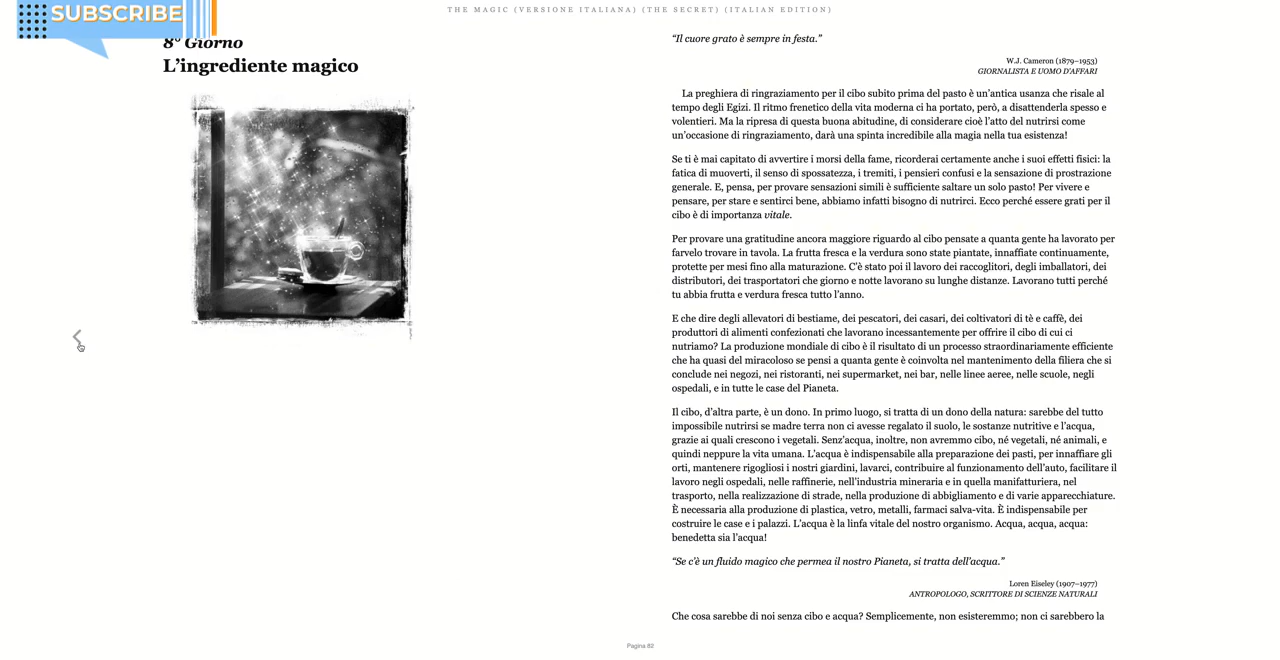 SUBSCRIBE
THE MAGIC (VERSIONE ITALIANA) (THE SECRET) (ITALIAN EDITION)
8° Giorno
L'ingrediente magico
“Il cuore grato è sempre in festa.”
W.J. Cameron (1879–1953)
GIORNALISTA E UOMO D'AFFARI
La preghiera di ringraziamento per il cibo subito prima del pasto è un'antica usanza che risale al
tempo degli Egizi. Il ritmo frenetico della vita moderna ci ha portato, però, a disattenderla spesso e
volentieri. Ma la ripresa di questa buona abitudine, di considerare cioè l'atto del nutrirsi come
un'occasione di ringraziamento, darà una spinta incredibile alla magia nella tua esistenza!
Se ti è mai capitato di avvertire i morsi della fame, ricorderai certamente anche i suoi effetti fisici: la
fatica di muoverti, il senso di spossatezza, i tremiti, i pensieri confusi e la sensazione di prostrazione
generale. E, pensa, per provare sensazioni simili è sufficiente saltare un solo pasto! Per vivere e
pensare, per stare e sentirci bene, abbiamo infatti bisogno di nutrirci. Ecco perché essere grati per il
cibo è di importanza vitale.
Per provare una gratitudine ancora maggiore riguardo al cibo pensate a quanta gente ha lavorato per
farvelo trovare in tavola. La frutta fresca e la verdura sono state piantate, innaffiate continuamente,
protette per mesi fino alla maturazione. C'è stato poi il lavoro dei raccoglitori, degli imballatori, dei
distributori, dei trasportatori che giorno e notte lavorano su lunghe distanze. Lavorano tutti perché
tu abbia frutta e verdura fresca tutto l'anno.
E che dire degli allevatori di bestiame, dei pescatori, dei casari, dei coltivatori di tè e caffè, dei
produttori di alimenti confezionati che lavorano incessantemente per offrire il cibo di cui ci
nutriamo? La produzione mondiale di cibo è il risultato di un processo straordinariamente efficiente
che ha quasi del miracoloso se pensi a quanta gente è coinvolta nel mantenimento della filiera che si
conclude nei negozi, nei ristoranti, nei supermarket, nei bar, nelle linee aeree, nelle scuole, negli
ospedali, e in tutte le case del Pianeta.
Il cibo, d'altra parte, è un dono. In primo luogo, si tratta di un dono della natura: sarebbe del tutto
impossibile nutrirsi se madre terra non ci avesse regalato il suolo, le sostanze nutritive e l'acqua,
grazie ai quali crescono i vegetali. Senz'acqua, inoltre, non avremmo cibo, né vegetali, né animali, e
quindi neppure la vita umana. L'acqua è indispensabile alla preparazione dei pasti, per innaffiare gli
orti, mantenere rigogliosi i nostri giardini, lavarci, contribuire al funzionamento dell'auto, facilitare il
lavoro negli ospedali, nelle raffinerie, nell'industria mineraria e in quella manifatturiera, nel
trasporto, nella realizzazione di strade, nella produzione di abbigliamento e di varie apparecchiature.
È necessaria alla produzione di plastica, vetro, metalli, farmaci salva-vita. È indispensabile per
costruire le case e i palazzi. L'acqua è la linfa vitale del nostro organismo. Acqua, acqua, acqua:
benedetta sia l'acqua!
“Se c'è un fluido magico che permea il nostro Pianeta, si tratta dell'acqua.”
Loren Eiseley (1907–1977)
ANTROPOLOGO, SCRITTORE DI SCIENZE NATURALI
Che cosa sarebbe di noi senza cibo e acqua? Semplicemente, non esisteremmo; non ci sarebbero la
Pagina 82